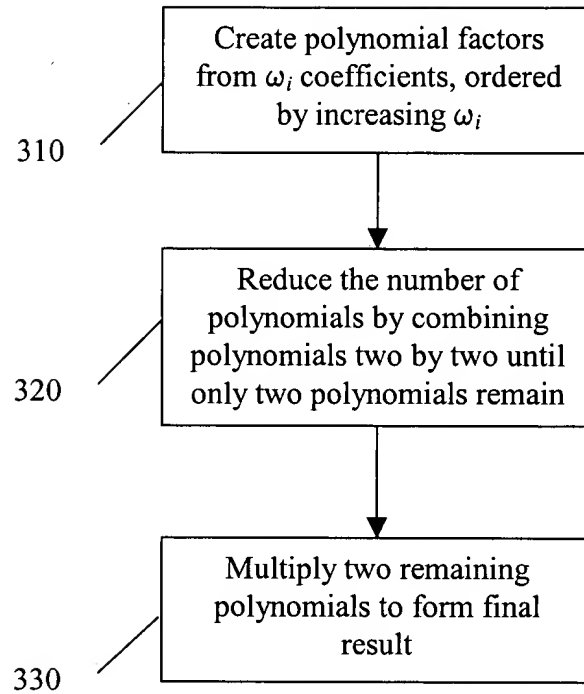 Create polynomial factors
from ωᵢ coefficients, ordered
by increasing ωᵢ
310
Reduce the number of
polynomials by combining
polynomials two by two until
only two polynomials remain
320
Multiply two remaining
polynomials to form final
result
330